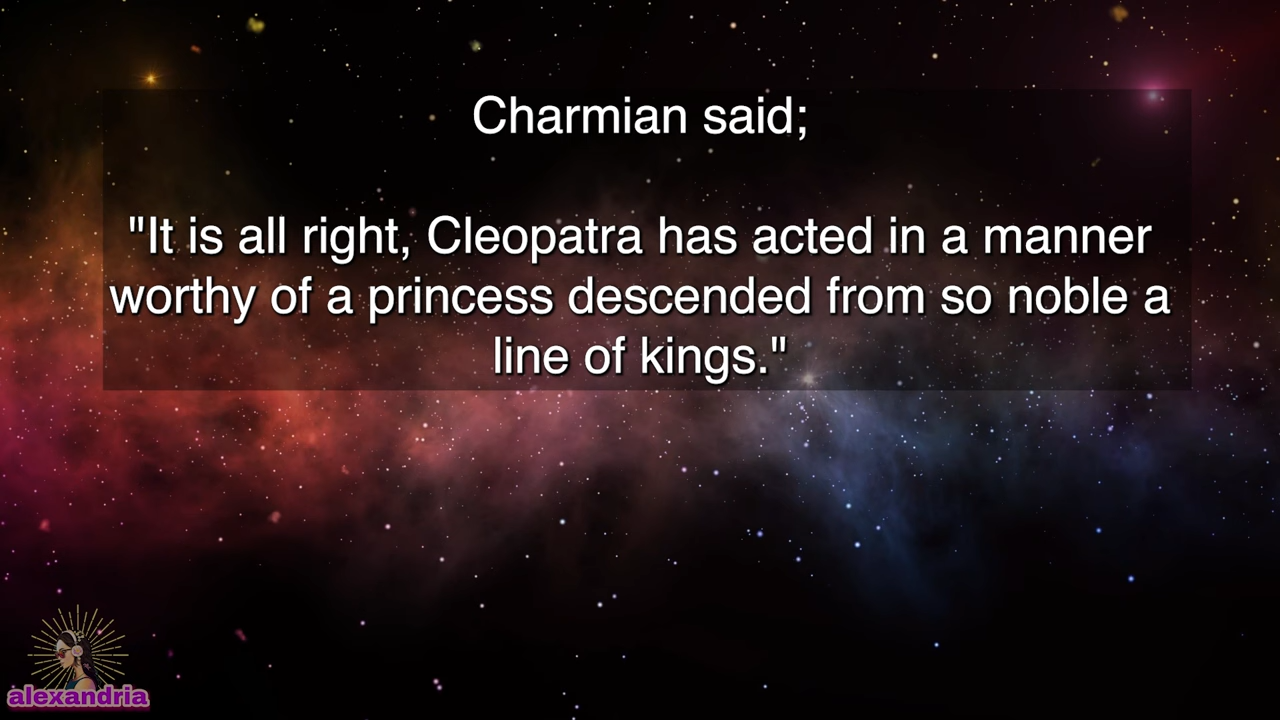 Charmian said;
"It is all right, Cleopatra has acted in a manner
worthy of a princess descended from so noble a
line of kings."
alexandria